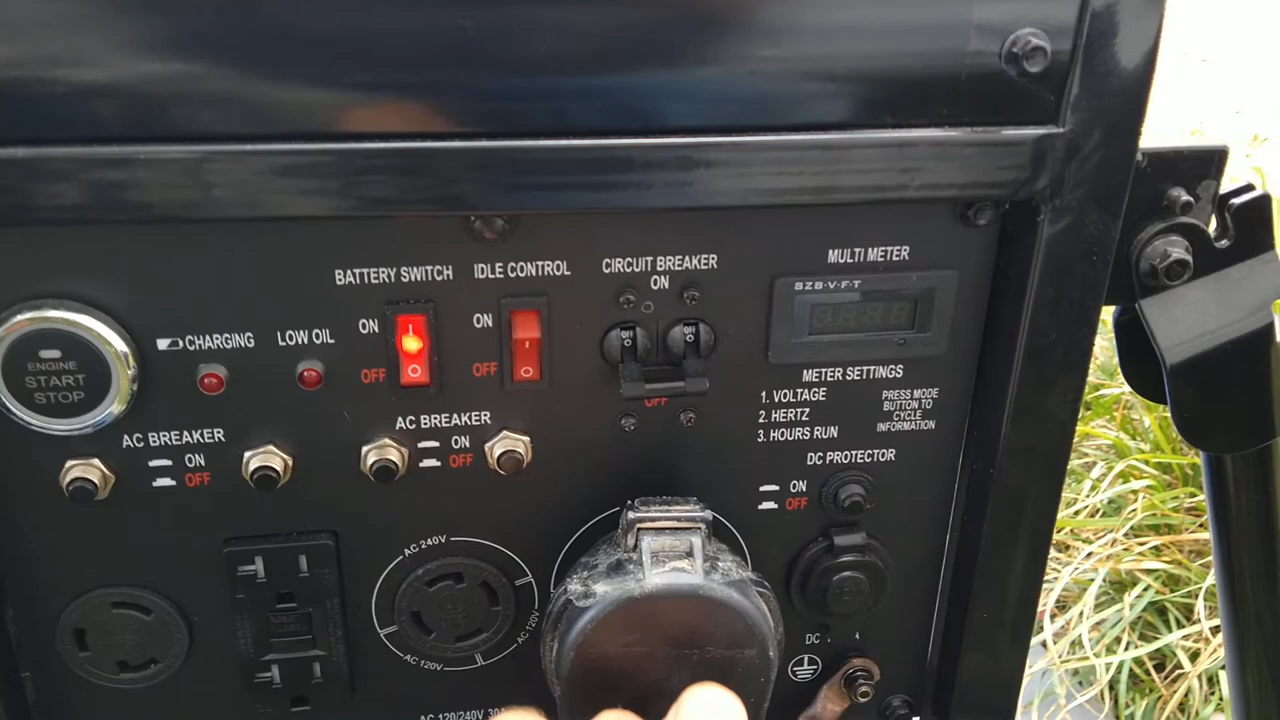 BATTERY SWITCH
ON
OFF
IDLE CONTROL
ON
OFF
CIRCUIT BREAKER
ON
OFF
OFF
OFF
MULTI METER
SZB·V·F·T
METER SETTINGS
1. VOLTAGE
2. HERTZ
3. HOURS RUN
PRESS MODE
BUTTON TO
CYCLE
INFORMATION
ENGINE
START
STOP
CHARGING
LOW OIL
AC BREAKER
ON
OFF
AC BREAKER
ON
OFF
DC PROTECTOR
ON
OFF
AC 240V
AC 120V
AC 120V
DC
AC 120/240V 30A